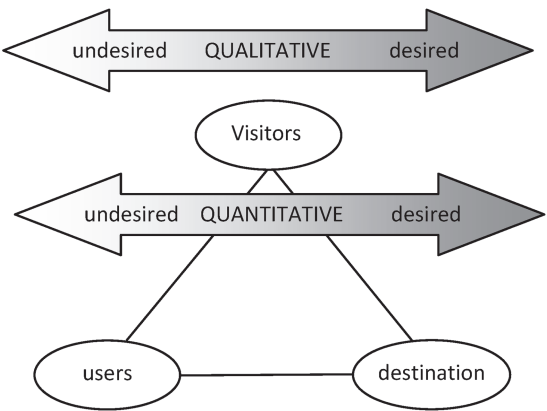 undesired QUALITATIVE desired
Visitors
undesired QUANTITATIVE desired
users destination